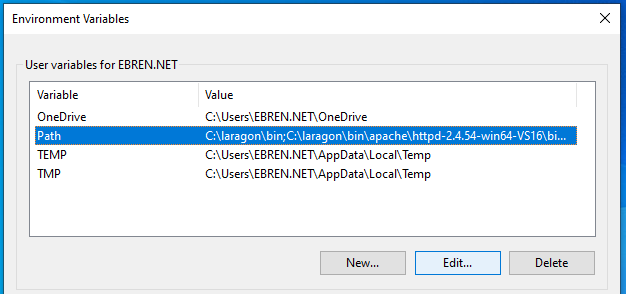 Environment Variables
User variables for EBREN.NET
Variable Value
OneDrive C:\Users\EBREN.NET\OneDrive
Path C:\laragon\bin;C:\laragon\bin\apache\httpd-2.4.54-win64-VS16\bi...
TEMP C:\Users\EBREN.NET\AppData\Local\Temp
TMP C:\Users\EBREN.NET\AppData\Local\Temp
New... Edit... Delete